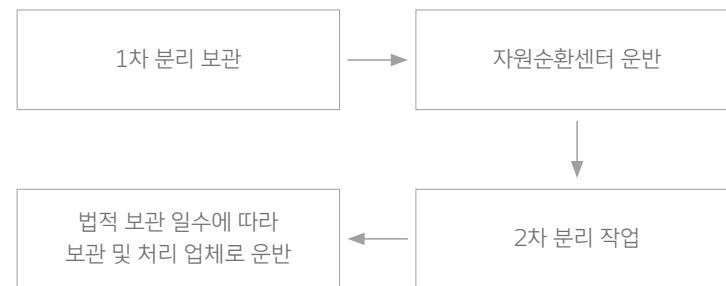 1차 분리 보관
자원순환센터 운반
2차 분리 작업
법적 보관 일수에 따라
보관 및 처리 업체로 운반